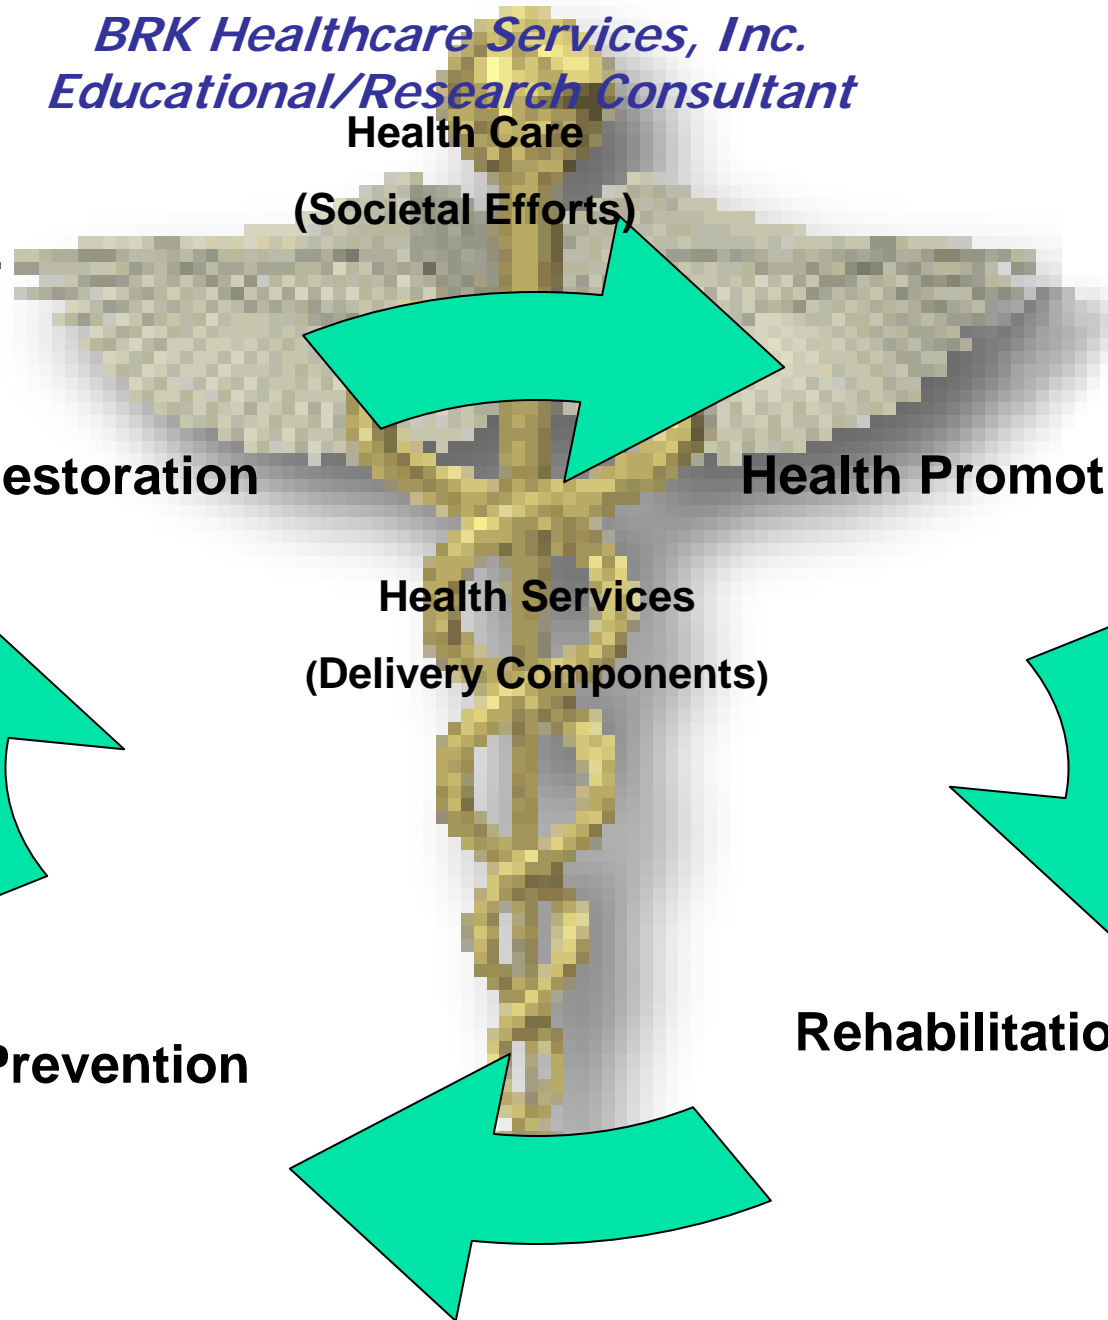 BRK Healthcare Services, Inc.
Educational/Research Consultant
Health Care
(Societal Efforts)
estoration Health Promot
Health Services
(Delivery Components)
Rehabilitatio
Prevention